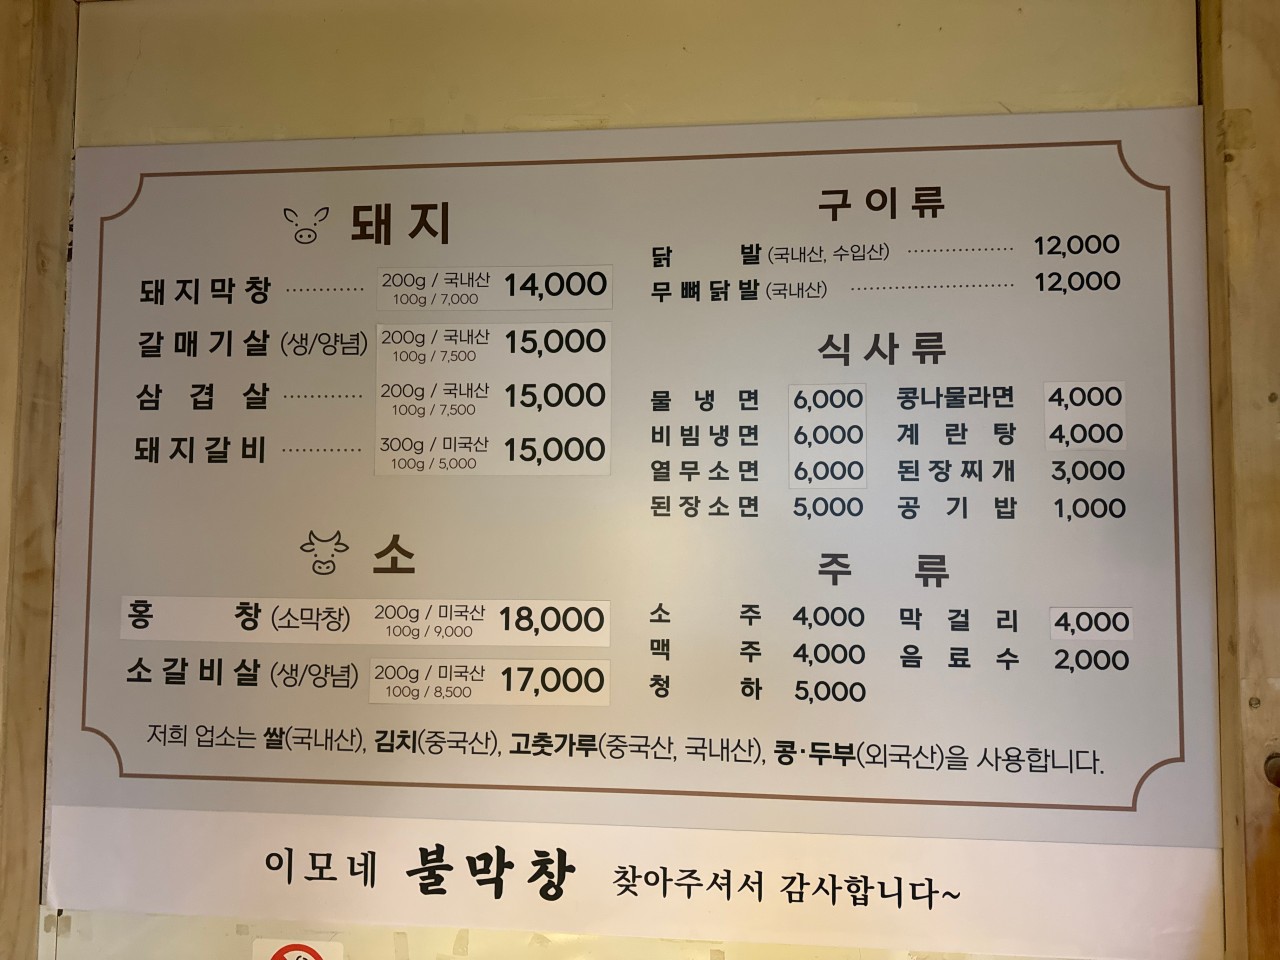 돼지
돼지막창 ············ 200g / 국내산 14,000
100g / 7,000
갈매기살 (생/양념) 200g / 국내산 15,000
100g / 7,500
삼겹살 ············ 200g / 국내산 15,000
100g / 7,500
돼지갈비 ············ 300g / 미국산 15,000
100g / 5,000
소
홍창 (소막창) 200g / 미국산 18,000
100g / 9,000
소갈비살 (생/양념) 200g / 미국산 17,000
100g / 8,500
구이류
닭발 (국내산, 수입산) ················ 12,000
무뼈닭발 (국내산) ························ 12,000
식사류
물냉면 6,000 콩나물라면 4,000
비빔냉면 6,000 계란탕 4,000
열무소면 6,000 된장찌개 3,000
된장소면 5,000 공기밥 1,000
주류
소주 4,000 막걸리 4,000
맥주 4,000 음료수 2,000
청하 5,000
저희 업소는 쌀(국내산), 김치(중국산), 고춧가루(중국산, 국내산), 콩·두부(외국산)을 사용합니다.
이모네 불막창 찾아주셔서 감사합니다~